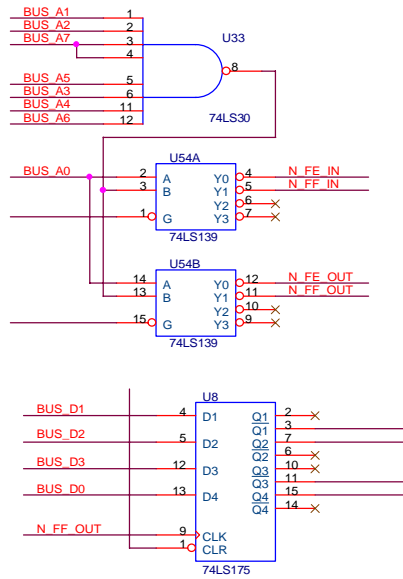 BUS_A1 1
BUS_A2 2
BUS_A7 3 U33
4 8
BUS_A5 5
BUS_A3 6
BUS_A4 11
BUS_A6 12 74LS30
U54A
BUS_A0 2 A Y0 4 N_FE_IN
3 B Y1 5 N_FF_IN
Y2 6
1 G Y3 7
74LS139
U54B
14 A Y0 12 N_FE_OUT
13 B Y1 11 N_FF_OUT
Y2 10
15 G Y3 9
74LS139
U8
BUS_D1 4 D1 Q1 2
Q1 3
BUS_D2 5 D2 Q2 7
Q2 6
BUS_D3 12 D3 Q3 10
Q3 11
BUS_D0 13 D4 Q4 15
Q4 14
N_FF_OUT 9 CLK
1 CLR
74LS175